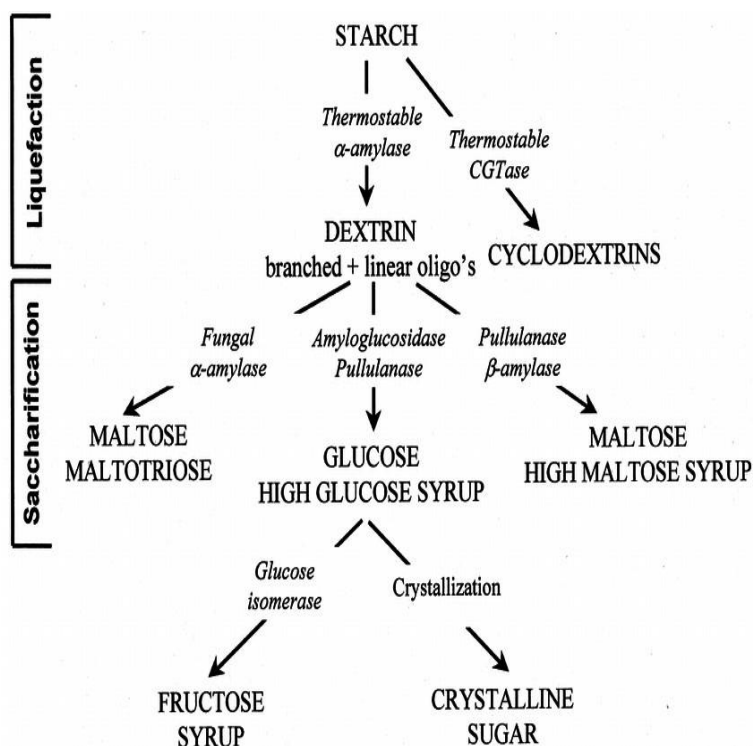 Liquefaction
STARCH
Thermostable
α-amylase
Thermostable
CGTase
DEXTRIN
branched + linear oligo's
CYCLODEXTRINS
Saccharification
Fungal
α-amylase
Amyloglucosidase
Pullulanase
Pullulanase
β-amylase
MALTOSE
MALTOTRIOSE
GLUCOSE
HIGH GLUCOSE SYRUP
MALTOSE
HIGH MALTOSE SYRUP
Glucose
isomerase
Crystallization
FRUCTOSE
SYRUP
CRYSTALLINE
SUGAR